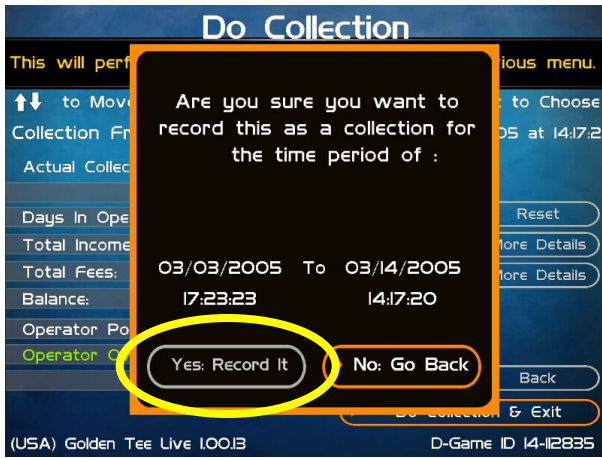 Do Collection
This will perf
ious menu.
to Move
to Choose
Collection Fr
05 at 14:17:2
Actual Collec
Are you sure you want to
record this as a collection for
the time period of :
Days In Ope
Reset
Total Income
More Details
Total Fees:
More Details
Balance:
03/03/2005 To 03/14/2005
17:23:23 14:17:20
Operator Po
Operator
Yes: Record It
No: Go Back
Back
Do Collection & Exit
(USA) Golden Tee Live 1.00.13
D-Game ID 14-112835